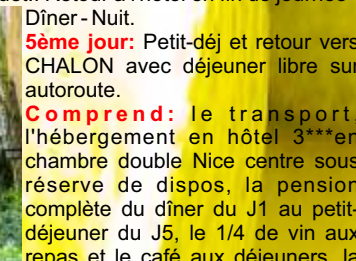 Dîner - Nuit.
5ème jour: Petit-déj et retour vers
CHALON avec déjeuner libre sur
autoroute.
Comprend: le transport,
l'hébergement en hôtel 3***en
chambre double Nice centre sous
réserve de dispos, la pension
complète du dîner du J1 au petit-
déjeuner du J5, le 1/4 de vin aux
repas et le café aux déjeuners, la